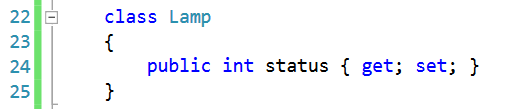 22 class Lamp
23 {
24 public int status { get; set; }
25 }